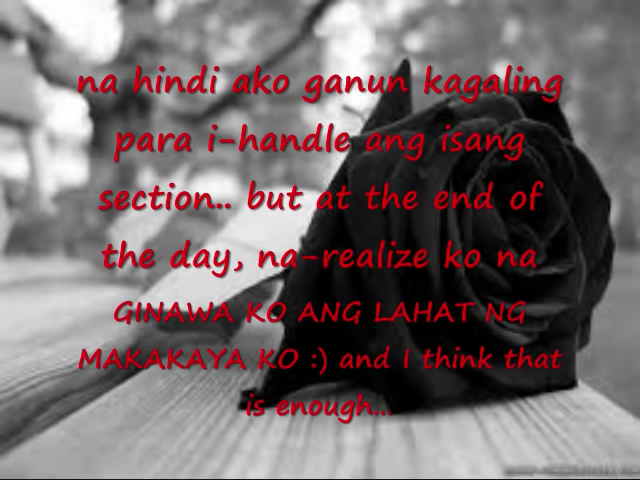 na hindi ako ganun kagaling
para i-handle ang isang
section.. but at the end of
the day, na-realize ko na
GINAWA KO ANG LAHAT NG
MAKAKAYA KO :) and I think that
is enough...